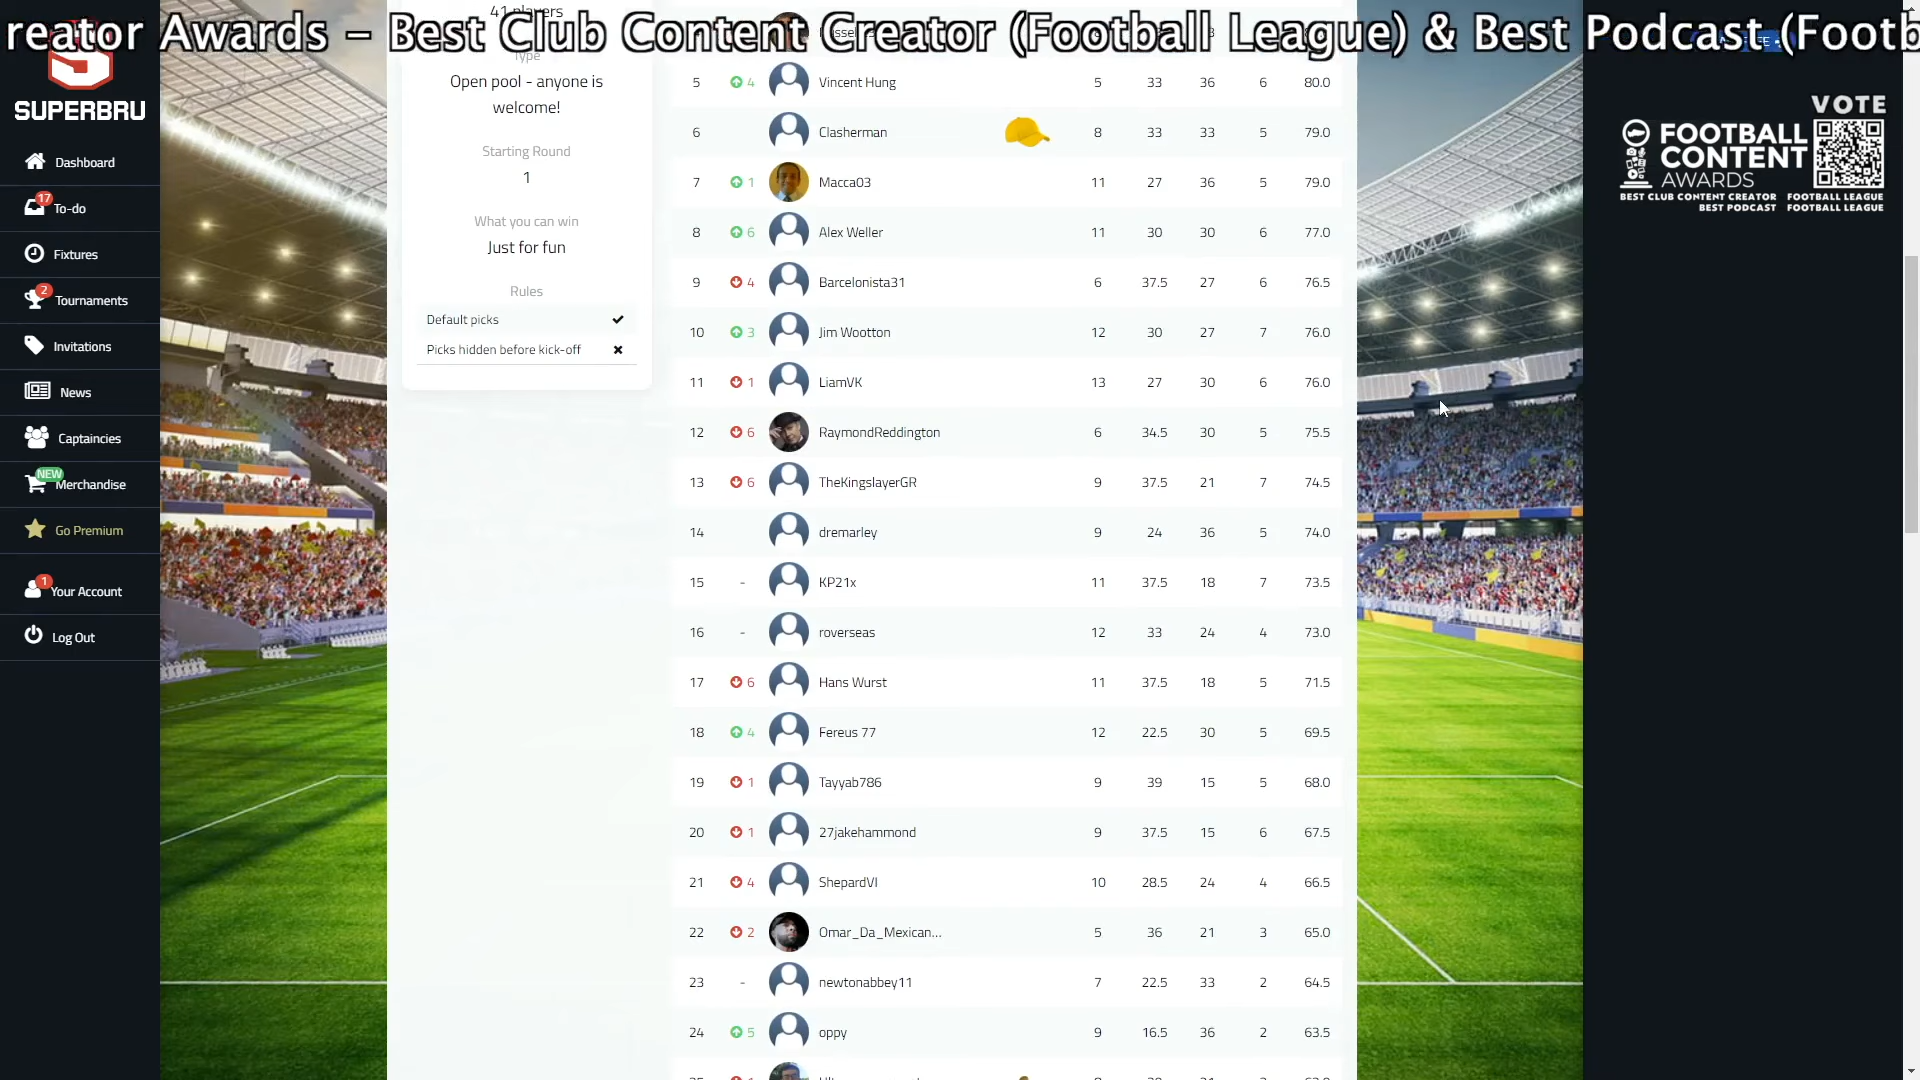 reator Awards – Best Club Content Creator (Football League) & Best Podcast (Footb
SUPERBRU
Dashboard
17
To-do
Fixtures
2
Tournaments
Invitations
News
Captaincies
NEW
Merchandise
Go Premium
1
Your Account
Log Out
41 players
Type
Open pool - anyone is
welcome!
Starting Round
1
What you can win
Just for fun
Rules
Default picks
Picks hidden before kick-off
5 4 Vincent Hung 5 33 36 6 80.0
6 Clasherman 8 33 33 5 79.0
7 1 Macca03 11 27 36 5 79.0
8 6 Alex Weller 11 30 30 6 77.0
9 4 Barcelonista31 6 37.5 27 6 76.5
10 3 Jim Wootton 12 30 27 7 76.0
11 1 LiamVK 13 27 30 6 76.0
12 6 RaymondReddington 6 34.5 30 5 75.5
13 6 TheKingslayerGR 9 37.5 21 7 74.5
14 dremarley 9 24 36 5 74.0
15 - KP21x 11 37.5 18 7 73.5
16 - roverseas 12 33 24 4 73.0
17 6 Hans Wurst 11 37.5 18 5 71.5
18 4 Fereus 77 12 22.5 30 5 69.5
19 1 Tayyab786 9 39 15 5 68.0
20 1 27jakehammond 9 37.5 15 6 67.5
21 4 ShepardVI 10 28.5 24 4 66.5
22 2 Omar_Da_Mexican... 5 36 21 3 65.0
23 - newtonabbey11 7 22.5 33 2 64.5
24 5 oppy 9 16.5 36 2 63.5
VOTE
FOOTBALL
CONTENT
AWARDS
BEST CLUB CONTENT CREATOR FOOTBALL LEAGUE
BEST PODCAST FOOTBALL LEAGUE